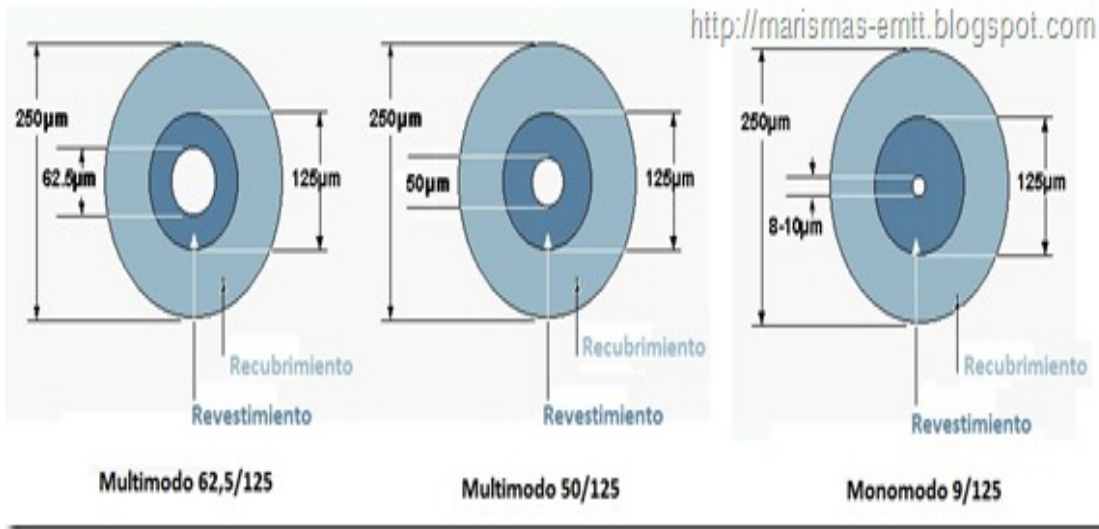 http://marismas-emtt.blogspot.com
250µm
62.5µm
125µm
Recubrimiento
Revestimiento
Multimodo 62,5/125
250µm
50µm
125µm
Recubrimiento
Revestimiento
Multimodo 50/125
250µm
8-10µm
125µm
Recubrimiento
Revestimiento
Monomodo 9/125